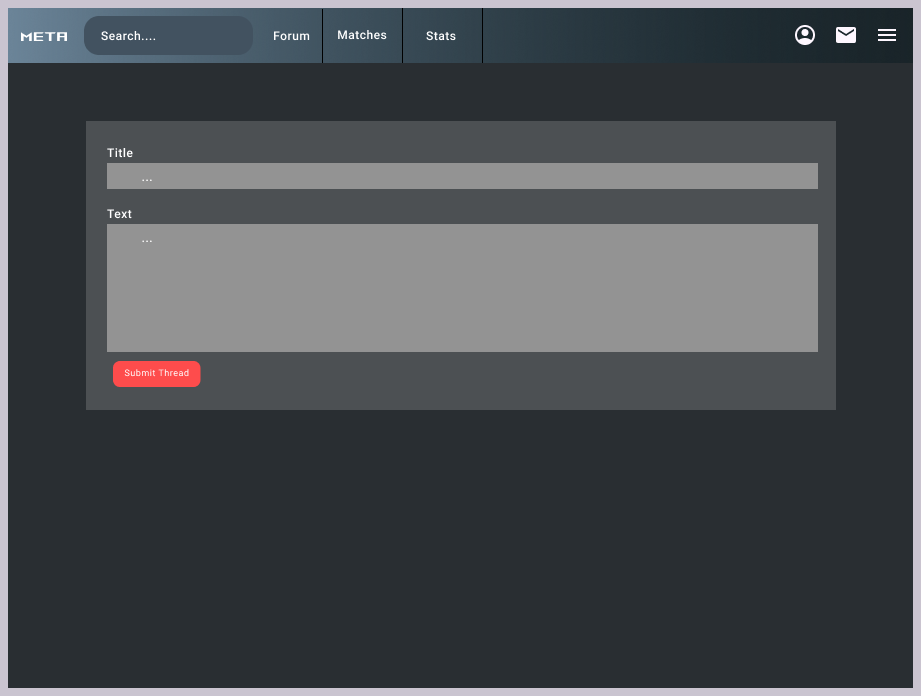 META Search.... Forum Matches Stats
Title
...
Text
...
Submit Thread